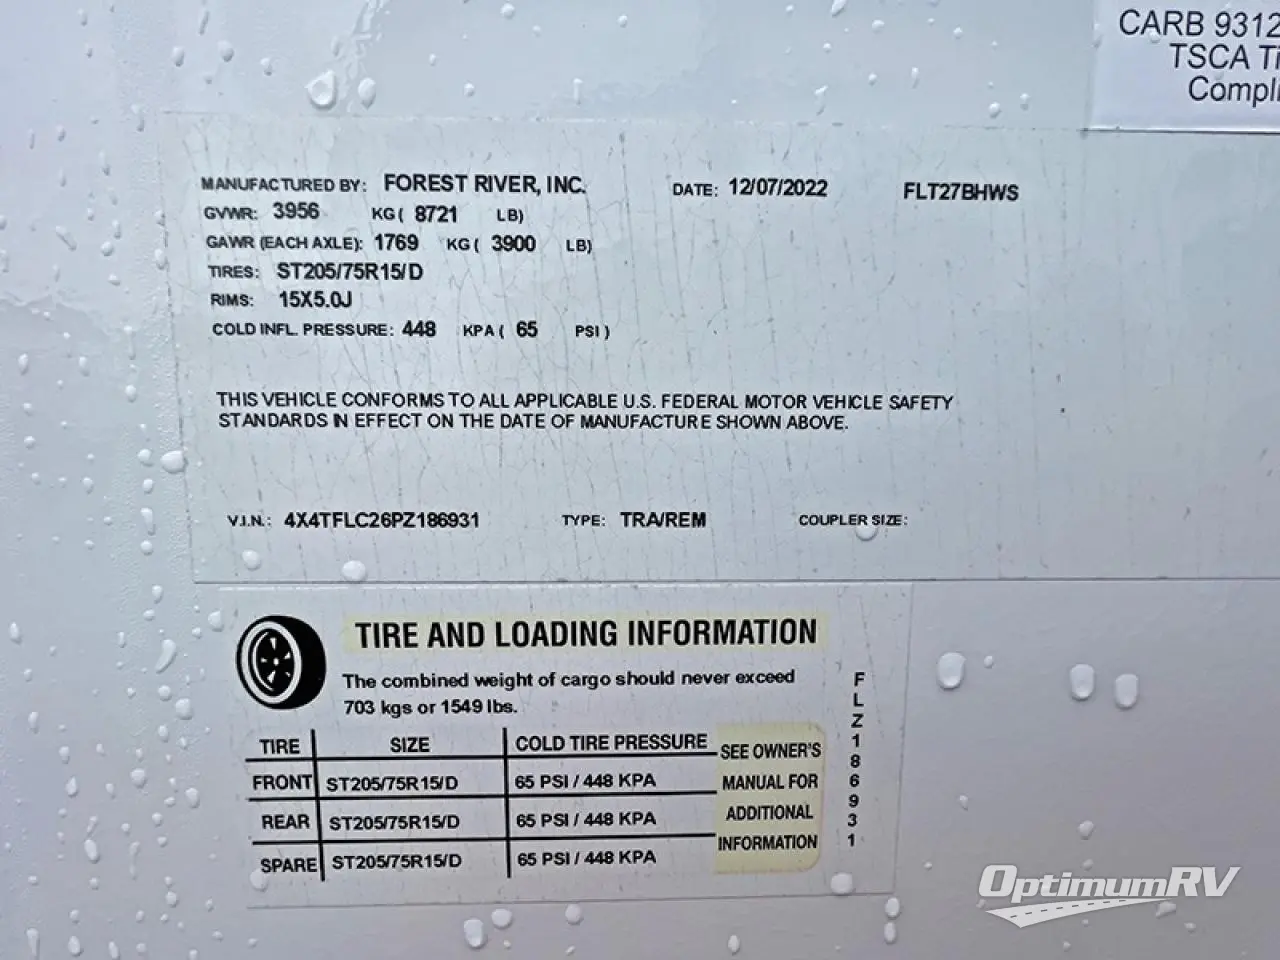 CARB 9312
TSCA Ti
Compli
MANUFACTURED BY: FOREST RIVER, INC. DATE: 12/07/2022 FLT27BHWS
GVWR: 3956 KG ( 8721 LB)
GAWR (EACH AXLE): 1769 KG ( 3900 LB)
TIRES: ST205/75R15/D
RIMS: 15X5.0J
COLD INFL. PRESSURE: 448 KPA ( 65 PSI )
THIS VEHICLE CONFORMS TO ALL APPLICABLE U.S. FEDERAL MOTOR VEHICLE SAFETY
STANDARDS IN EFFECT ON THE DATE OF MANUFACTURE SHOWN ABOVE.
V.I.N.: 4X4TFLC26PZ186931 TYPE: TRA/REM COUPLER SIZE:
TIRE AND LOADING INFORMATION
The combined weight of cargo should never exceed
703 kgs or 1549 lbs.
TIRE SIZE COLD TIRE PRESSURE
FRONT ST205/75R15/D 65 PSI / 448 KPA
REAR ST205/75R15/D 65 PSI / 448 KPA
SPARE ST205/75R15/D 65 PSI / 448 KPA
SEE OWNER'S
MANUAL FOR
ADDITIONAL
INFORMATION
FLZ186931
OptimumRV